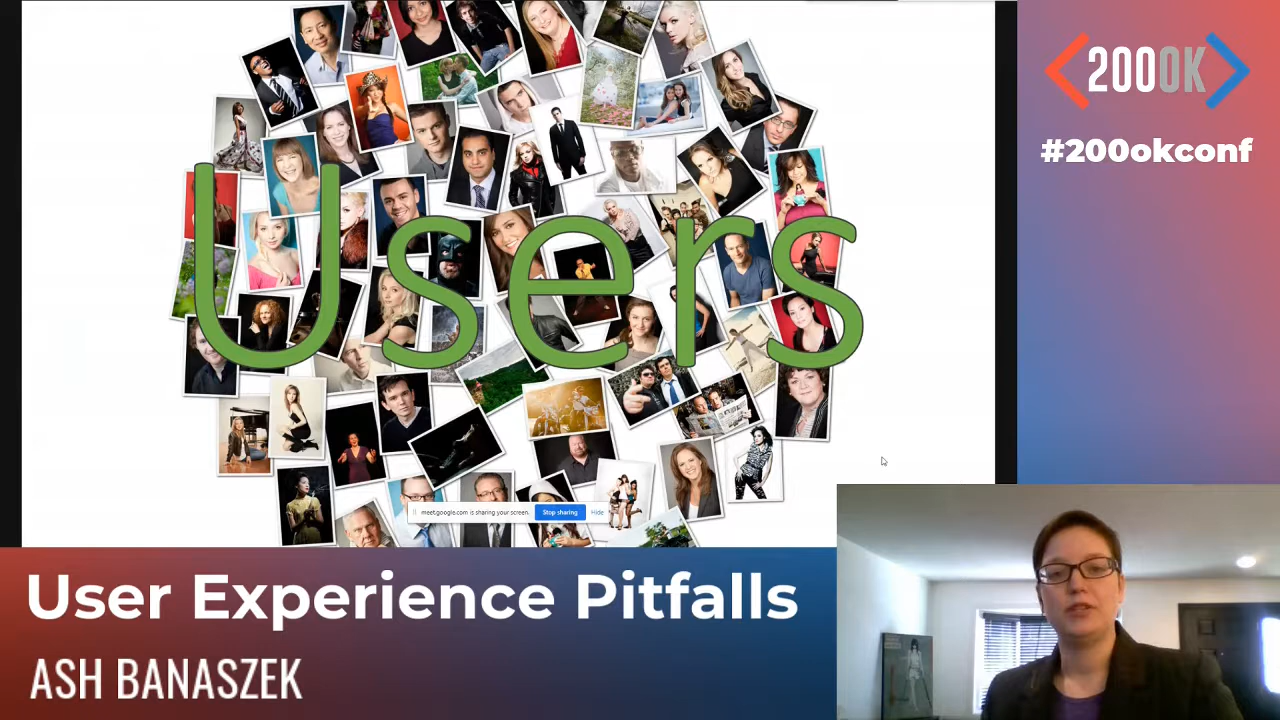 Users
<200OK>
#200okconf
meet.google.com is sharing your screen.
Stop sharing
Hide
User Experience Pitfalls
ASH BANASZEK